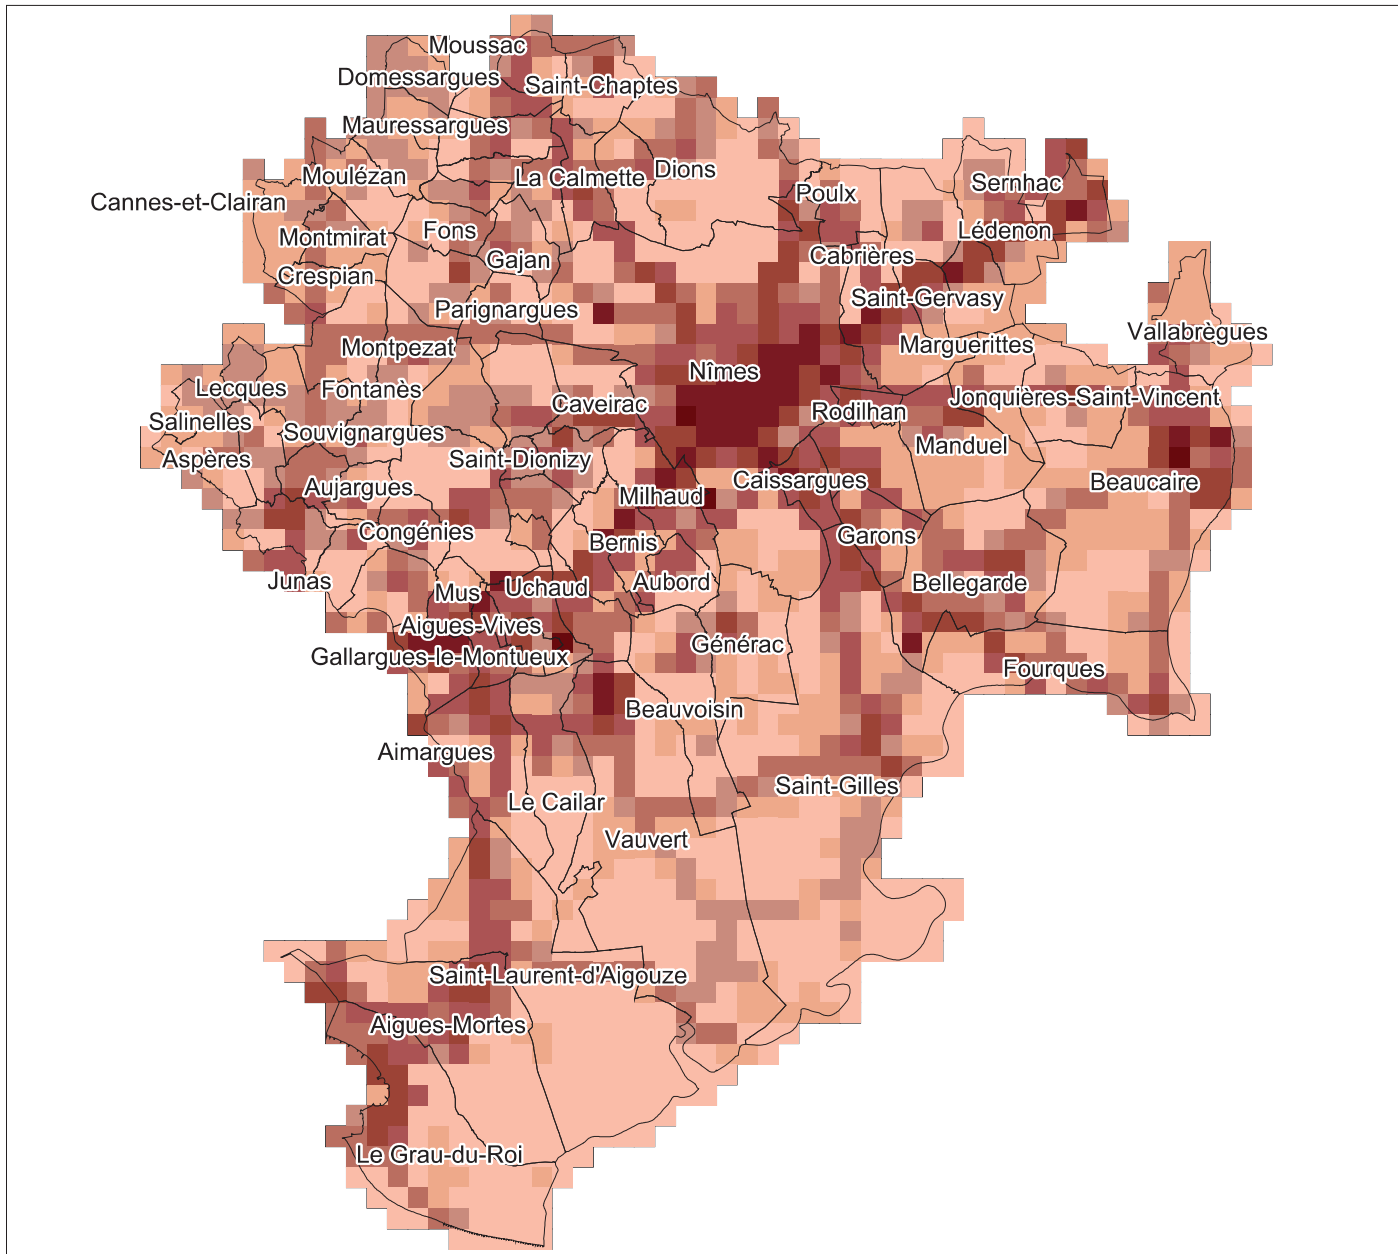 Moussac
Domessargues
Saint-Chaptes
Mauressargues
Moulézan
La Calmette
Dions
Poulx
Sernhac
Cannes-et-Clairan
Montmirat
Fons
Lédenon
Gajan
Cabrières
Crespian
Saint-Gervasy
Parignargues
Vallabrègues
Montpezat
Marguerittes
Nîmes
Lecques
Fontanès
Caveirac
Rodilhan
Jonquières-Saint-Vincent
Salinelles
Souvignargues
Manduel
Aspères
Saint-Dionizy
Caissargues
Beaucaire
Aujargues
Milhaud
Congénies
Bernis
Garons
Junas
Mus
Uchaud
Aubord
Bellegarde
Aigues-Vives
Générac
Gallargues-le-Montueux
Fourques
Beauvoisin
Aimargues
Saint-Gilles
Le Cailar
Vauvert
Saint-Laurent-d'Aigouze
Aigues-Mortes
Le Grau-du-Roi